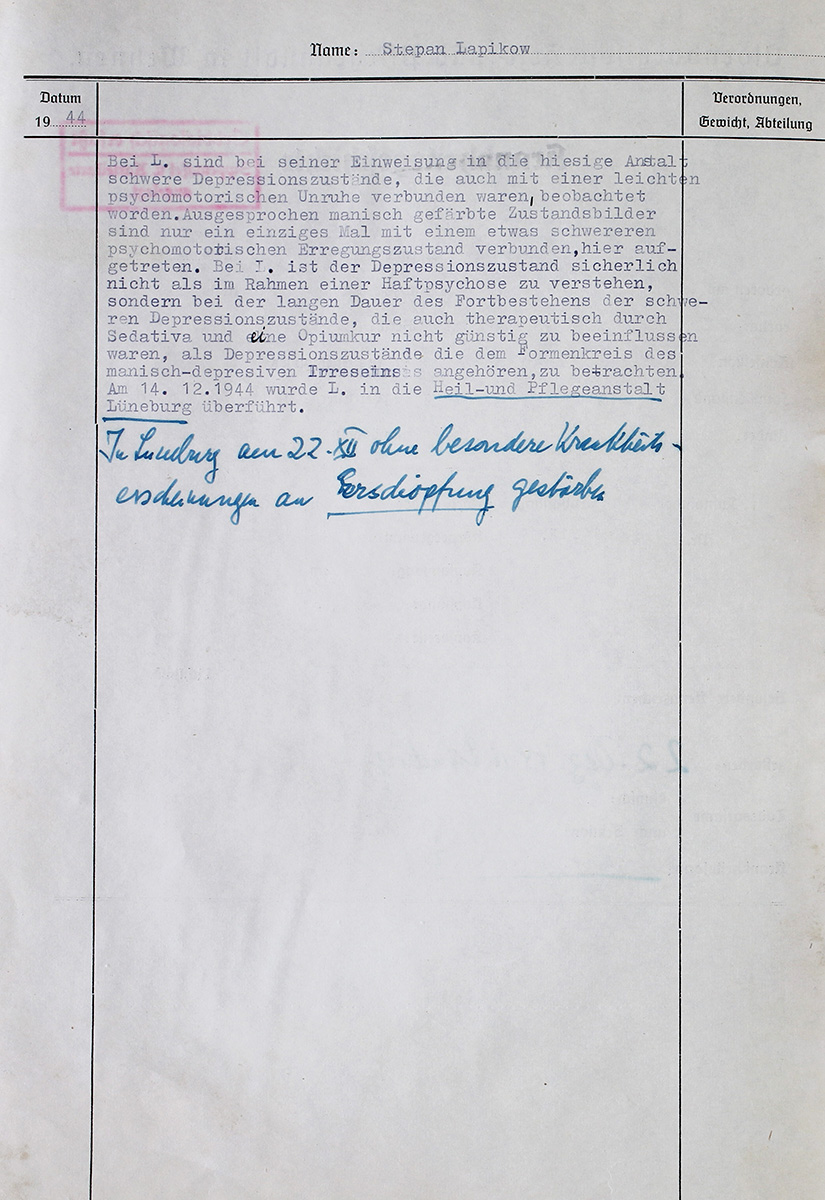 Name: Stepan Lapikow
Datum
1944
Verordnungen,
Gewicht, Abteilung
Bei L. sind bei seiner Einweisung in die hiesige Anstalt
schwere Depressionszustände, die auch mit einer leichten
psychomotorischen Unruhe verbunden waren, beobachtet
worden.Ausgesprochen manisch gefärbte Zustandsbilder
sind nur ein einziges Mal mit einem etwas schwereren
psychomotorischen Erregungszustand verbunden,hier auf-
getreten. Bei L. ist der Depressionszustand sicherlich
nicht als im Rahmen einer Haftpsychose zu verstehen,
sondern bei der langen Dauer des Fortbestehens der schwe-
ren Depressionszustände, die auch therapeutisch durch
Sedativa und eine Opiumkur nicht günstig zu beeinflussen
waren, als Depressionszustände die dem Formenkreis des
manisch-depresiven Irreseins angehören,zu betrachten.
Am 14. 12.1944 wurde L. in die Heil-und Pflegeanstalt
Lüneburg überführt.
In Lüneburg am 22.XII ohne besondere Krankheits-
erscheinungen an Erschöpfung gestorben